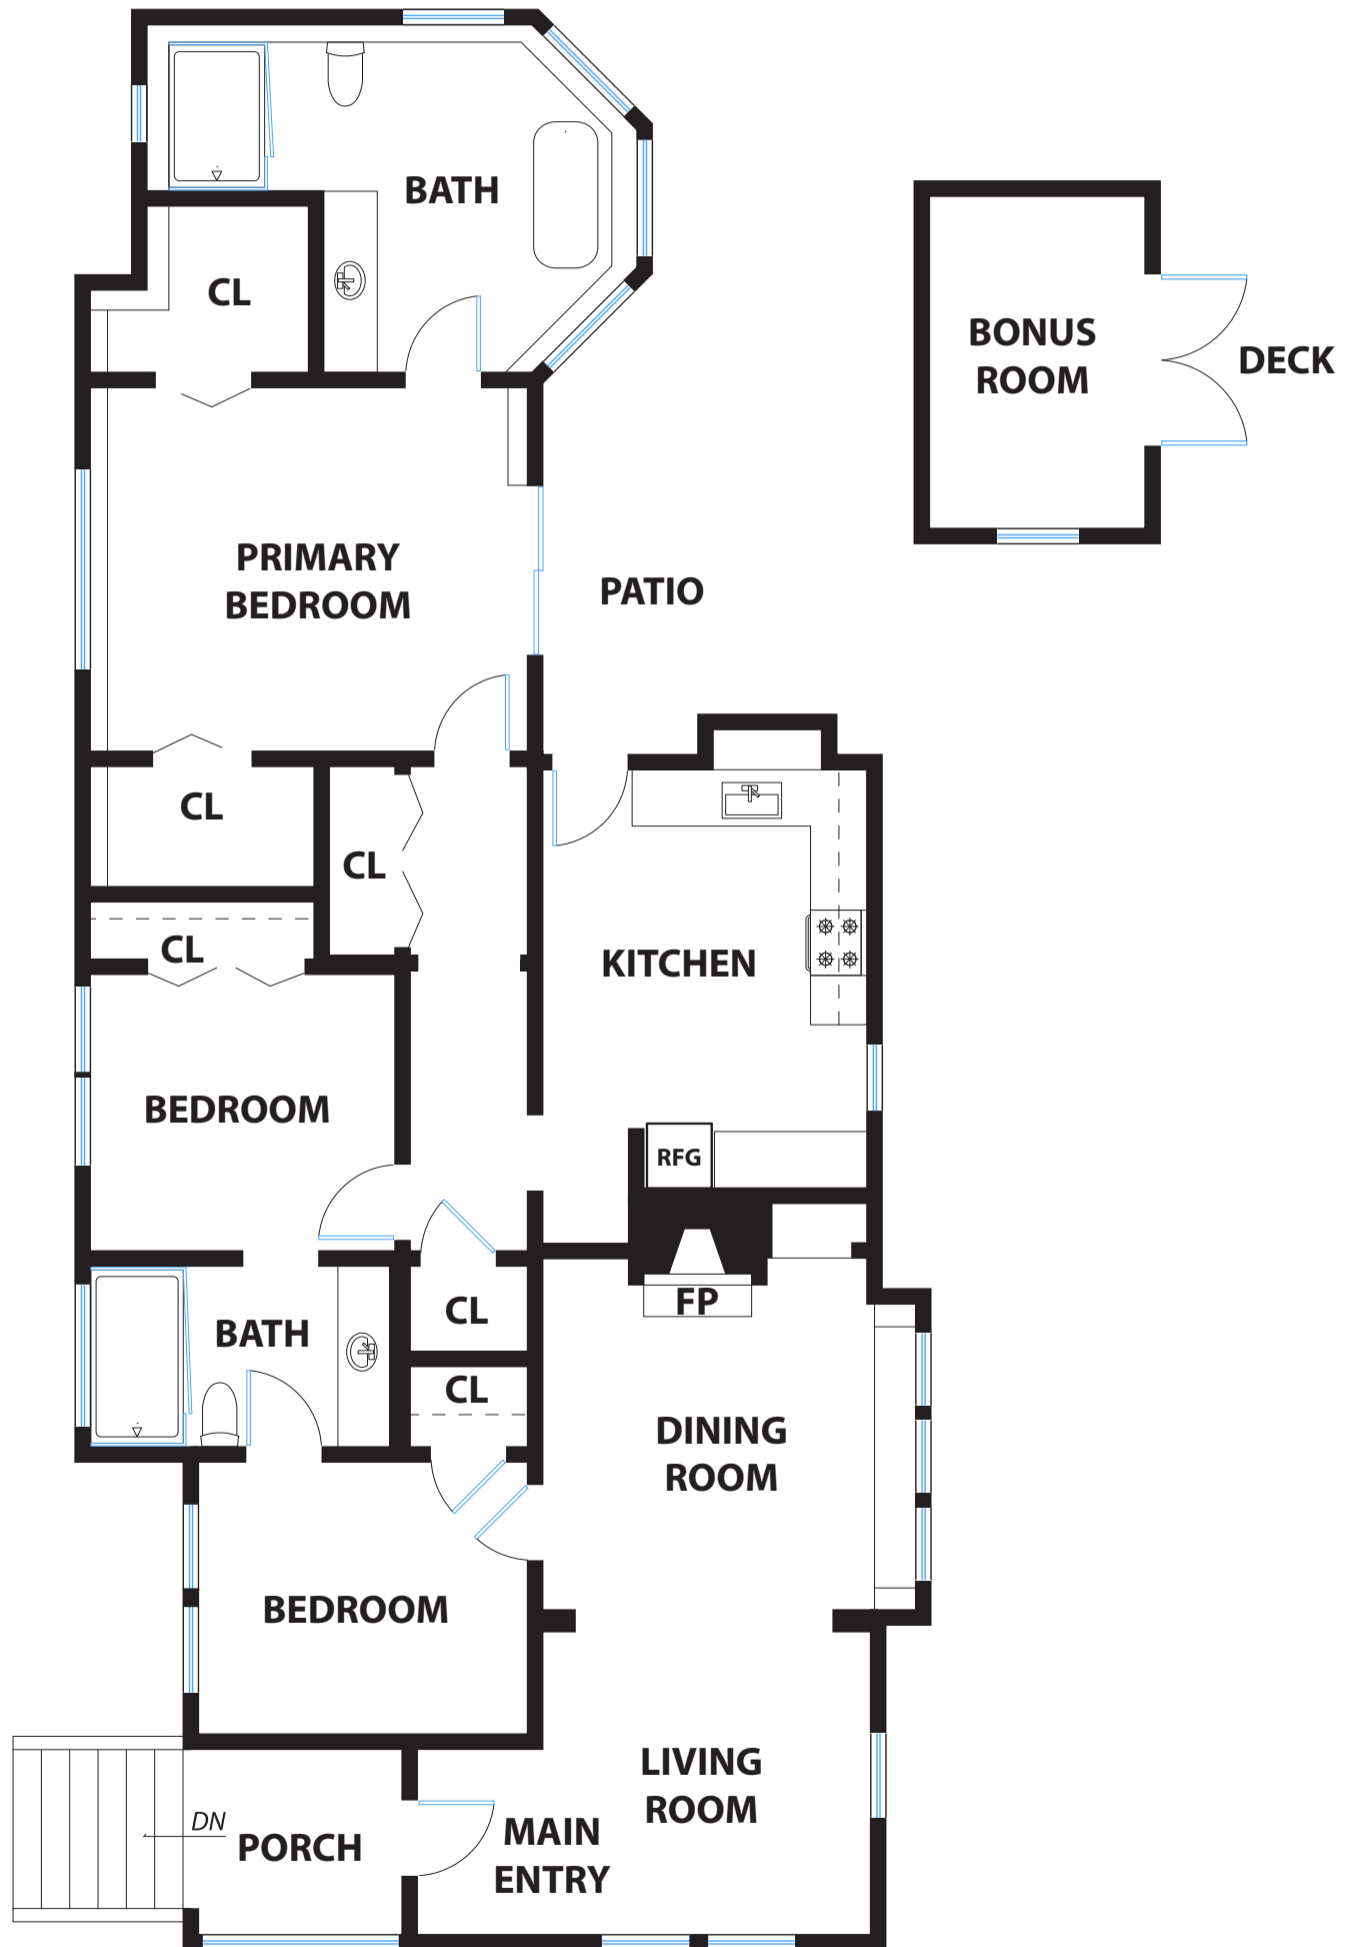 BATH
CL
BONUS
ROOM
DECK
PRIMARY
BEDROOM
PATIO
CL
CL
CL
KITCHEN
BEDROOM
RFG
CL
FP
BATH
CL
DINING
ROOM
BEDROOM
LIVING
ROOM
DN
PORCH
MAIN
ENTRY